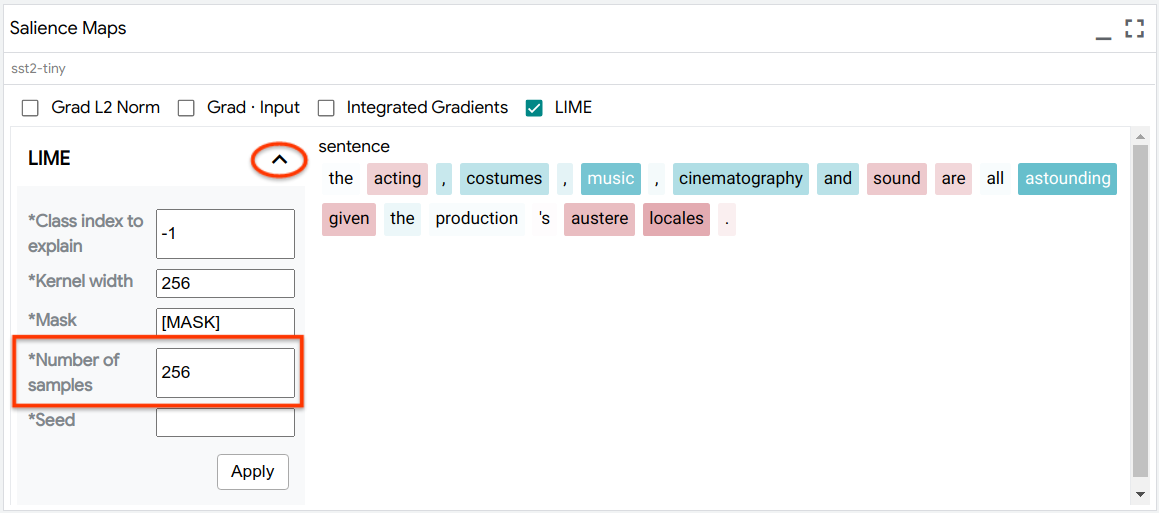 Salience Maps
sst2-tiny
Grad L2 Norm Grad · Input Integrated Gradients LIME
LIME
*Class index to
explain
-1
*Kernel width 256
*Mask [MASK]
*Number of
samples
256
*Seed
Apply
sentence
the acting , costumes , music , cinematography and sound are all astounding
given the production 's austere locales .